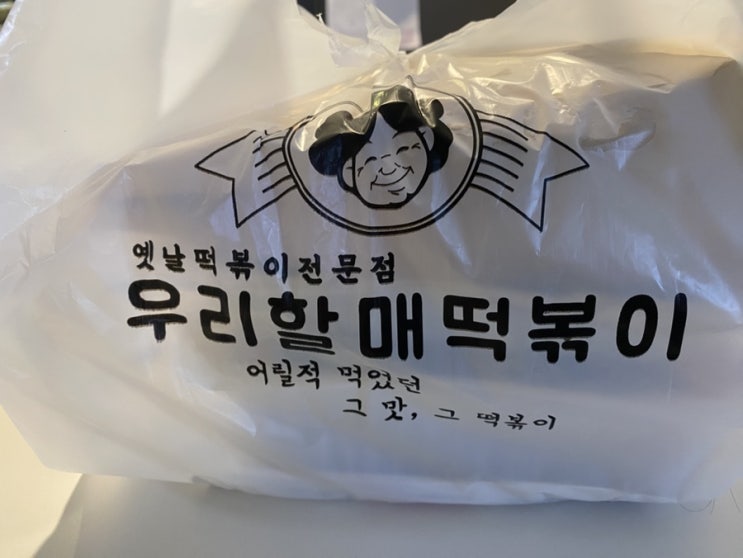 옛날떡볶이전문점
우리할매떡볶이
어릴적 먹었던
그 맛, 그 떡볶이